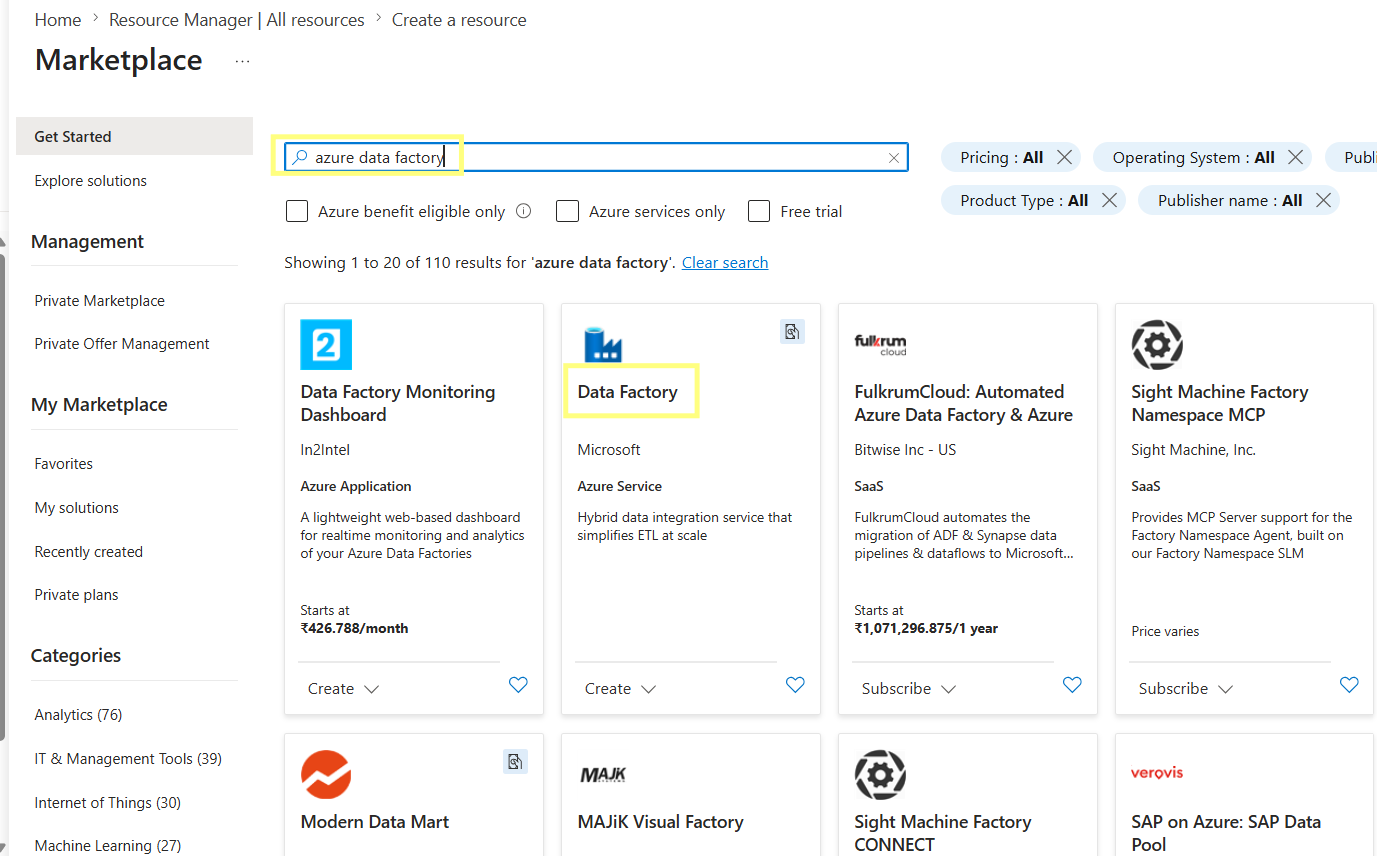 Home > Resource Manager | All resources > Create a resource
Marketplace ...
Get Started
Explore solutions
Management
Private Marketplace
Private Offer Management
My Marketplace
Favorites
My solutions
Recently created
Private plans
Categories
Analytics (76)
IT & Management Tools (39)
Internet of Things (30)
Machine Learning (27)
azure data factory
Pricing : All
Operating System : All
Publi
Product Type : All
Publisher name : All
Azure benefit eligible only
Azure services only
Free trial
Showing 1 to 20 of 110 results for 'azure data factory'. Clear search
2
Data Factory Monitoring
Dashboard
In2Intel
Azure Application
A lightweight web-based dashboard
for realtime monitoring and analytics
of your Azure Data Factories
Starts at
₹426.788/month
Create
Data Factory
Microsoft
Azure Service
Hybrid data integration service that
simplifies ETL at scale
Create
fulkrum
cloud
FulkrumCloud: Automated
Azure Data Factory & Azure
Bitwise Inc - US
SaaS
FulkrumCloud automates the
migration of ADF & Synapse data
pipelines & dataflows to Microsoft...
Starts at
₹1,071,296.875/1 year
Subscribe
Sight Machine Factory
Namespace MCP
Sight Machine, Inc.
SaaS
Provides MCP Server support for the
Factory Namespace Agent, built on
our Factory Namespace SLM
Price varies
Subscribe
Modern Data Mart
MAJiK
MAJiK Visual Factory
Sight Machine Factory
CONNECT
verovis
SAP on Azure: SAP Data
Pool